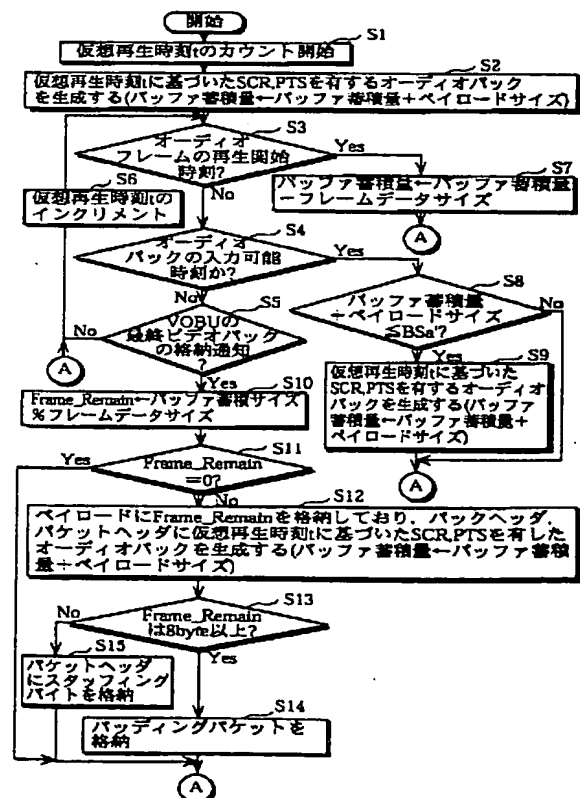 開始
S1
仮想再生時刻tのカウント開始
S2
仮想再生時刻tに基づいたSCR,PTSを有するオーディオパック
を生成する(バッファ蓄積量←バッファ蓄積量+ペイロードサイズ)
S3
オーディオ
フレームの再生開始
時刻?
Yes
No
S6
仮想再生時刻tの
インクリメント
S7
バッファ蓄積量←バッファ蓄積量
-フレームデータサイズ
A
S4
オーディオ
パックの入力可能
時刻か?
Yes
No
S5
VOBUの
最終ビデオパック
の格納通知
?
No
A
Yes
S8
バッファ蓄積量
+ペイロードサイズ
≦BSa'?
No
Yes
S9
仮想再生時刻tに基づいた
SCR,PTSを有するオーディオ
パックを生成する(バッファ
蓄積量←バッファ蓄積量+
ペイロードサイズ)
A
S10
Frame_Remain←バッファ蓄積サイズ
%フレームデータサイズ
S11
Frame_Remain
=0?
Yes
No
S12
ペイロードにFrame_Remainを格納しており、パックヘッダ、
パケットヘッダに仮想再生時刻tに基づいたSCR,PTSを有した
オーディオパックを生成する(バッファ蓄積量←バッファ蓄積
量+ペイロードサイズ)
S13
Frame_Remain
は8byte以上?
No
Yes
S15
パケットヘッダ
にスタッフィング
バイトを格納
S14
パッディングパケットを
格納
A